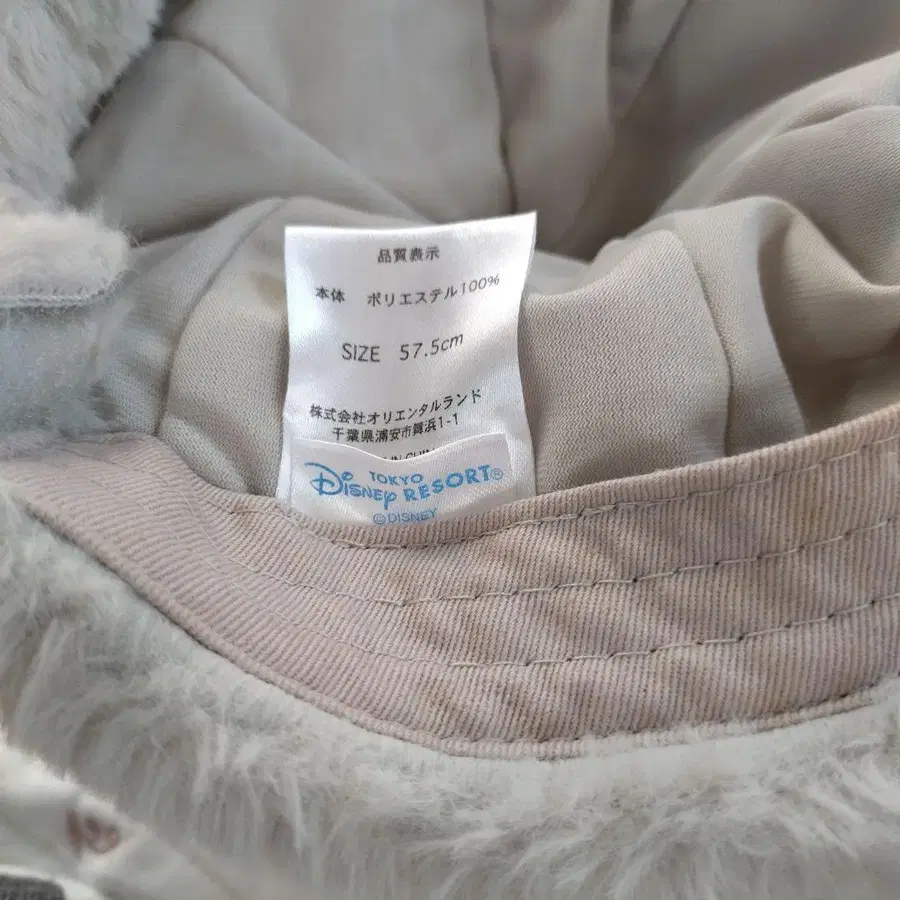 品質表示
本体 ポリエステル100%
SIZE 57.5cm
株式会社オリエンタルランド
千葉県浦安市舞浜1-1
TOKYO
Disney RESORT®
©DISNEY